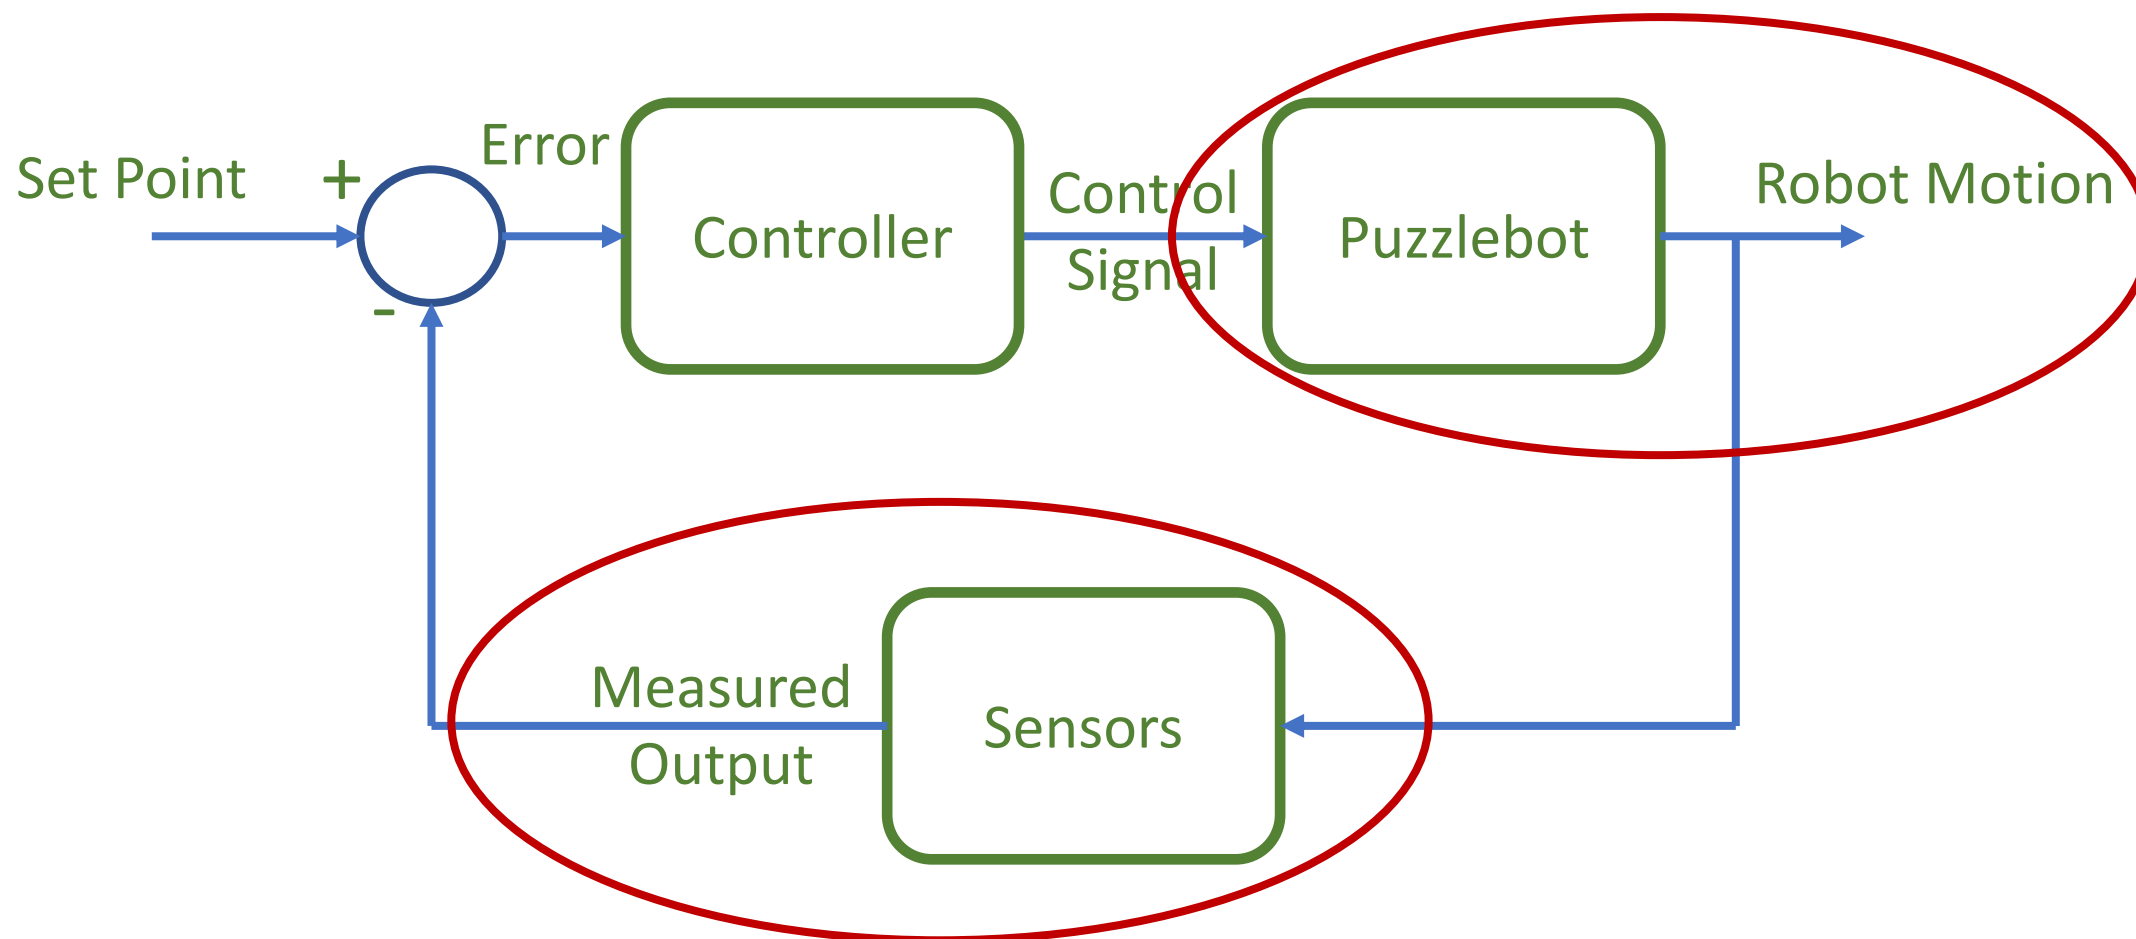 Set Point
+
-
Error
Controller
Control
Signal
Puzzlebot
Robot Motion
Measured
Output
Sensors